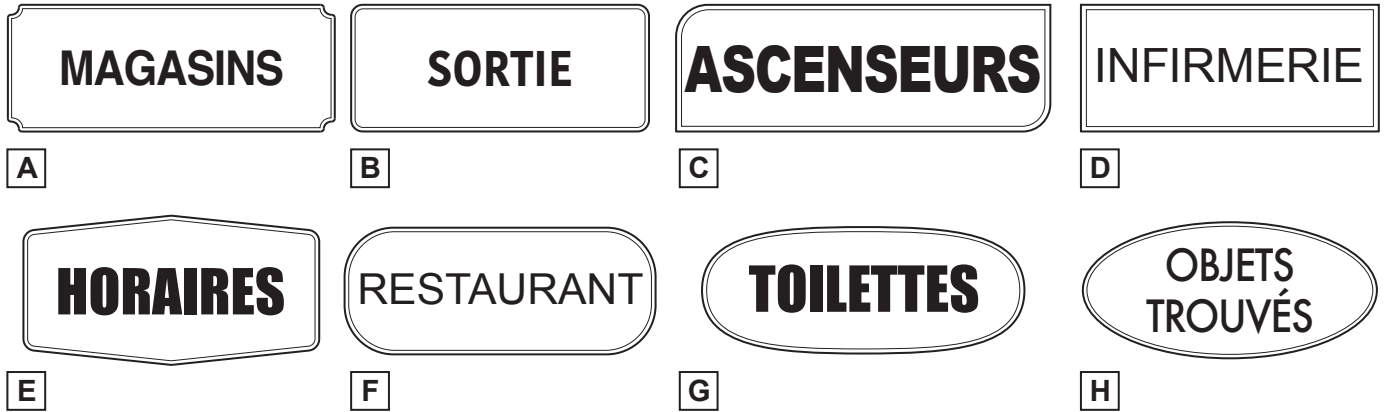 MAGASINS
SORTIE
ASCENSEURS
INFIRMERIE
A
B
C
D
HORAIRES
RESTAURANT
TOILETTES
OBJETS
TROUVÉS
E
F
G
H